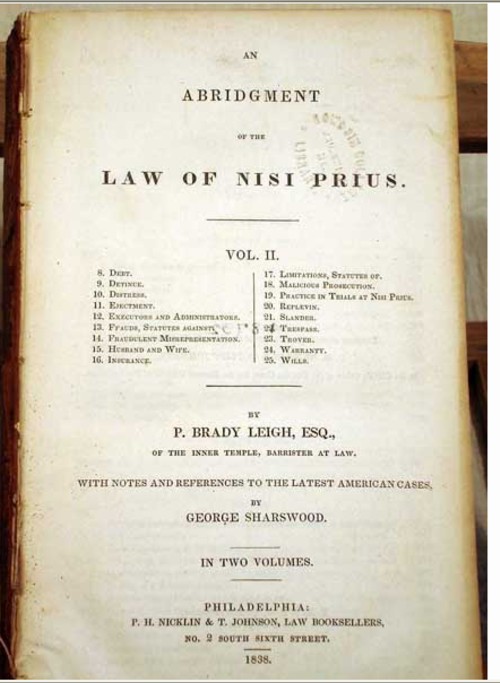 AN
ABRIDGMENT
OF THE
LAW OF NISI PRIUS.
VOL. II.
8. Debt.
9. Detinue.
10. Distress.
11. Ejectment.
12. Executors and Administrators.
13. Frauds, Statutes against.
14. Fraudulent Misrepresentation.
15. Husband and Wife.
16. Insurance.
17. Limitations, Statutes of.
18. Malicious Prosecution.
19. Practice in Trials at Nisi Prius.
20. Replevin.
21. Slander.
22. Trespass.
23. Trover.
24. Warranty.
25. Wills.
BY
P. BRADY LEIGH, ESQ.,
OF THE INNER TEMPLE, BARRISTER AT LAW.
WITH NOTES AND REFERENCES TO THE LATEST AMERICAN CASES,
BY
GEORGE SHARSWOOD.
IN TWO VOLUMES.
PHILADELPHIA:
P. H. NICKLIN & T. JOHNSON, LAW BOOKSELLERS,
NO. 2 SOUTH SIXTH STREET.
1838.